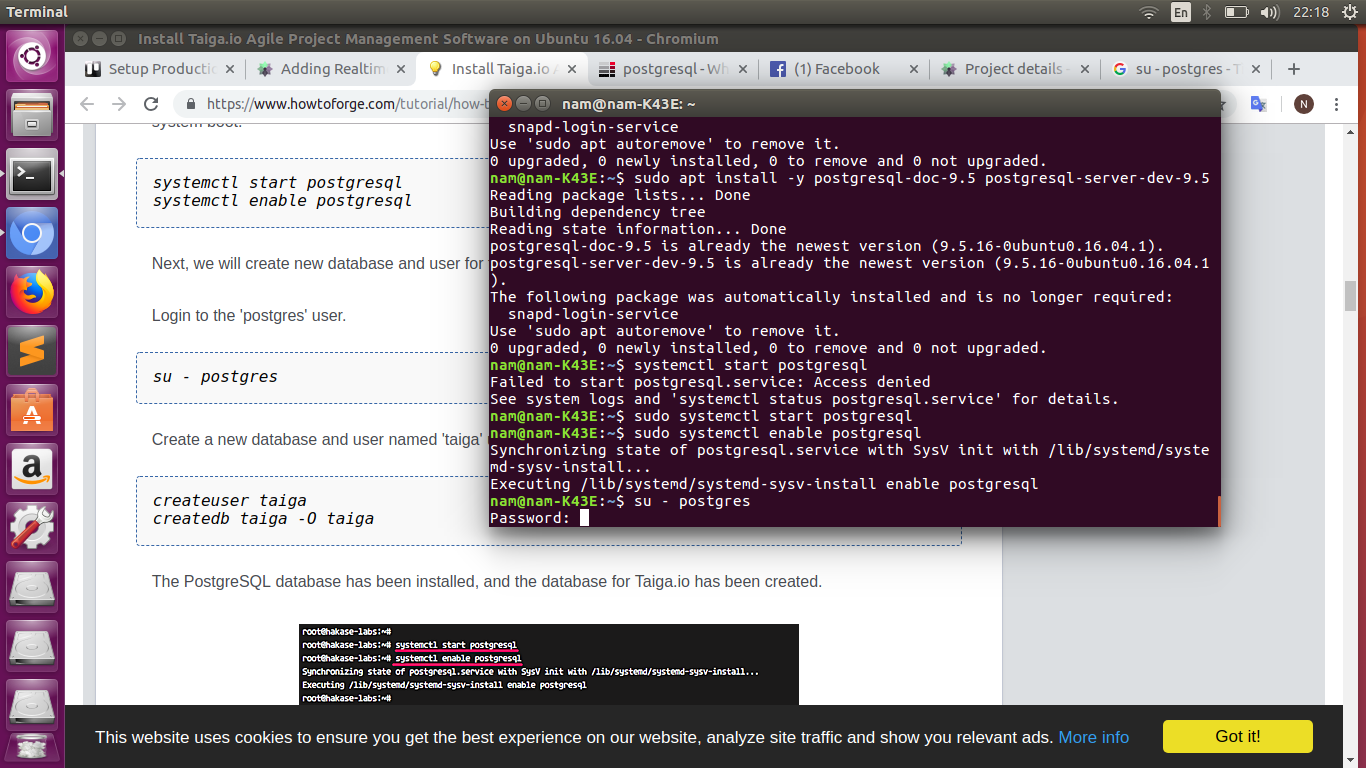 Terminal
En
22:18
Install Taiga.io Agile Project Management Software on Ubuntu 16.04 - Chromium
Setup Producti
Adding Realtim
Install Taiga.io A
postgresql - Wh
(1) Facebook
Project details -
su - postgres - T
https://www.howtoforge.com/tutorial/how-t
N
system boot.
systemctl start postgresql
systemctl enable postgresql
Next, we will create new database and user for
Login to the 'postgres' user.
su - postgres
Create a new database and user named 'taiga'
createuser taiga
createdb taiga -O taiga
The PostgreSQL database has been installed, and the database for Taiga.io has been created.
root@hakase-labs:~#
root@hakase-labs:~# systemctl start postgresql
root@hakase-labs:~# systemctl enable postgresql
Synchronizing state of postgresql.service with SysV init with /lib/systemd/systemd-sysv-install...
Executing /lib/systemd/systemd-sysv-install enable postgresql
root@hakase-labs:~#
nam@nam-K43E: ~
snapd-login-service
Use 'sudo apt autoremove' to remove it.
0 upgraded, 0 newly installed, 0 to remove and 0 not upgraded.
nam@nam-K43E:~$ sudo apt install -y postgresql-doc-9.5 postgresql-server-dev-9.5
Reading package lists... Done
Building dependency tree
Reading state information... Done
postgresql-doc-9.5 is already the newest version (9.5.16-0ubuntu0.16.04.1).
postgresql-server-dev-9.5 is already the newest version (9.5.16-0ubuntu0.16.04.1
).
The following package was automatically installed and is no longer required:
snapd-login-service
Use 'sudo apt autoremove' to remove it.
0 upgraded, 0 newly installed, 0 to remove and 0 not upgraded.
nam@nam-K43E:~$ systemctl start postgresql
Failed to start postgresql.service: Access denied
See system logs and 'systemctl status postgresql.service' for details.
nam@nam-K43E:~$ sudo systemctl start postgresql
nam@nam-K43E:~$ sudo systemctl enable postgresql
Synchronizing state of postgresql.service with SysV init with /lib/systemd/syste
md-sysv-install...
Executing /lib/systemd/systemd-sysv-install enable postgresql
nam@nam-K43E:~$ su - postgres
Password:
This website uses cookies to ensure you get the best experience on our website, analyze site traffic and show you relevant ads. More info
Got it!